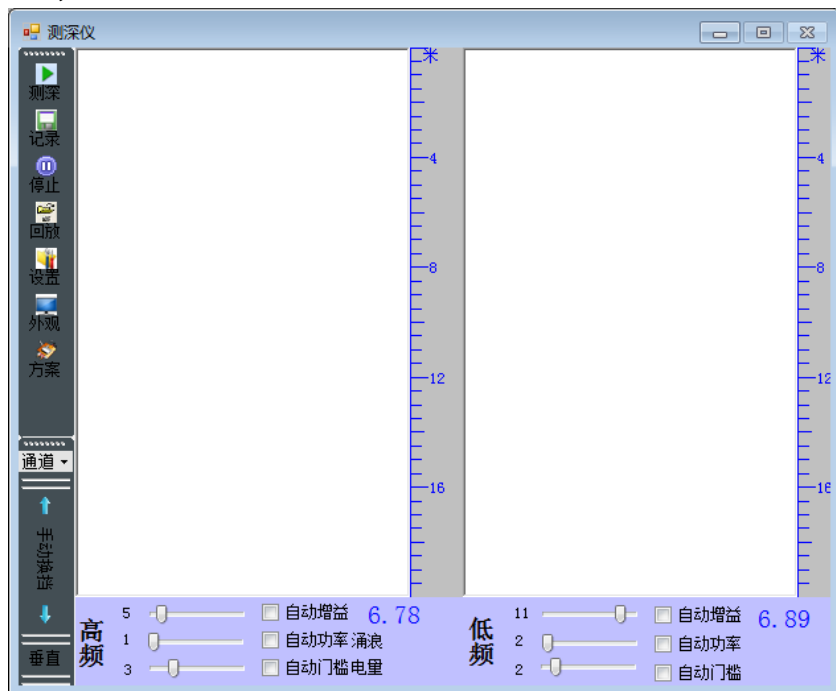 测深仪
测深
记录
停止
回放
设置
外观
方案
通道
手动换挡
垂直
米
4
8
12
16
米
4
8
12
16
高频
5 自动增益 6.78
1 自动功率 涌浪
3 自动门槛 电量
低频
11 自动增益 6.89
2 自动功率
2 自动门槛